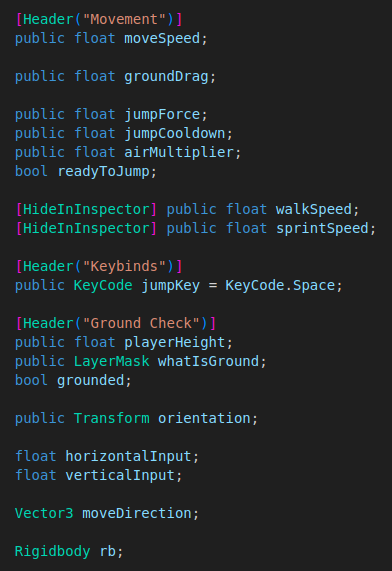 [Header("Movement")]
public float moveSpeed;
public float groundDrag;
public float jumpForce;
public float jumpCooldown;
public float airMultiplier;
bool readyToJump;
[HideInInspector] public float walkSpeed;
[HideInInspector] public float sprintSpeed;
[Header("Keybinds")]
public KeyCode jumpKey = KeyCode.Space;
[Header("Ground Check")]
public float playerHeight;
public LayerMask whatIsGround;
bool grounded;
public Transform orientation;
float horizontalInput;
float verticalInput;
Vector3 moveDirection;
Rigidbody rb;